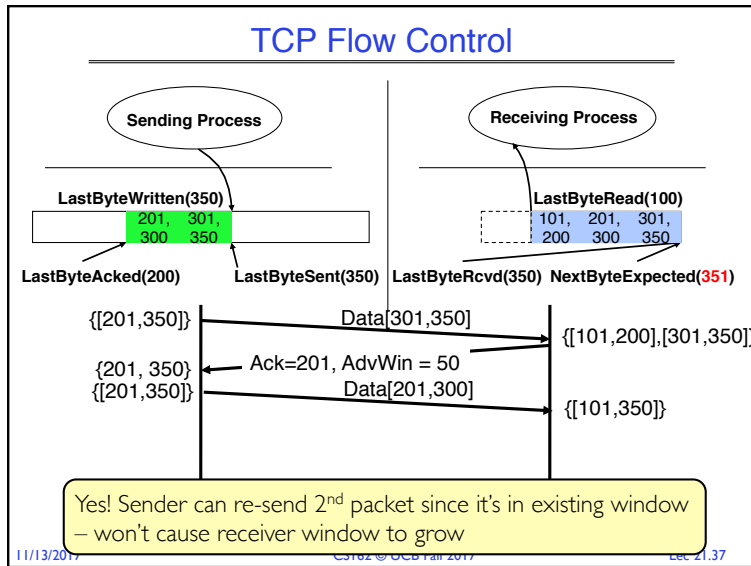 TCP Flow Control
Sending Process
Receiving Process
LastByteWritten(350)
LastByteRead(100)
201, 301,
300 350
101, 201, 301,
200 300 350
LastByteAcked(200)
LastByteSent(350)
LastByteRcvd(350)
NextByteExpected(351)
{[201,350]}
Data[301,350]
{[101,200],[301,350]}
{201, 350}
Ack=201, AdvWin = 50
{[201,350]}
Data[201,300]
{[101,350]}
Yes! Sender can re-send 2nd packet since it's in existing window
– won't cause receiver window to grow
11/13/2017
CS162 © UCB Fall 2017
Lec 21.37